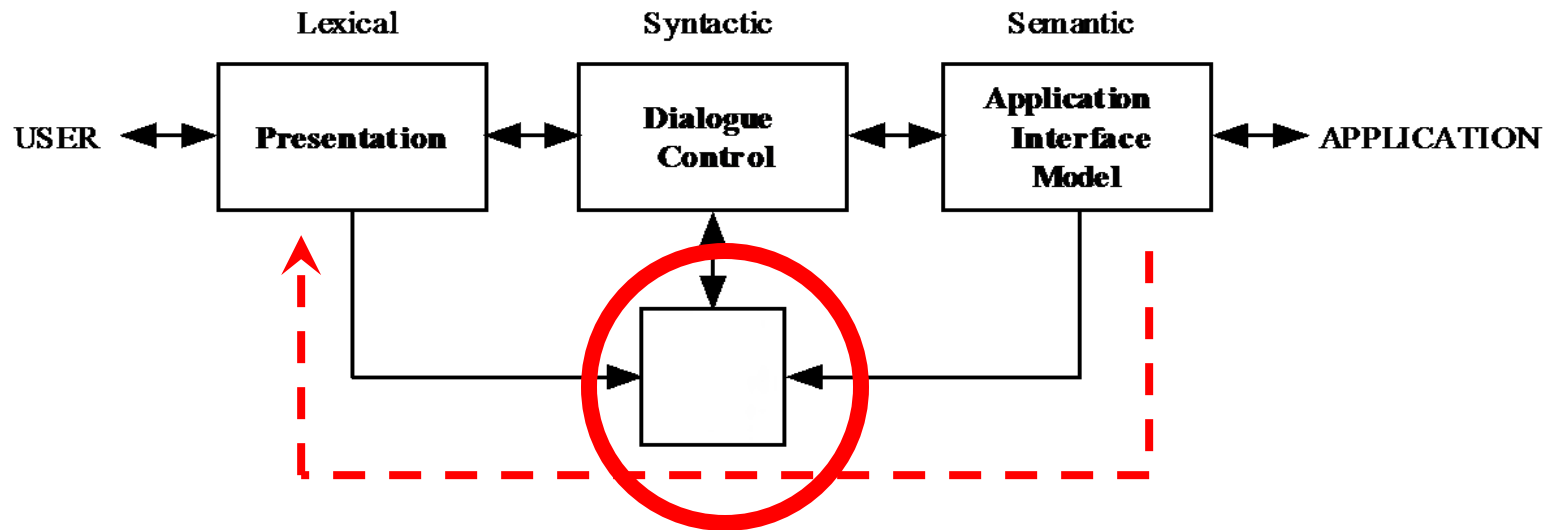 Lexical
Syntactic
Semantic
USER
Presentation
Dialogue
Control
Application
Interface
Model
APPLICATION